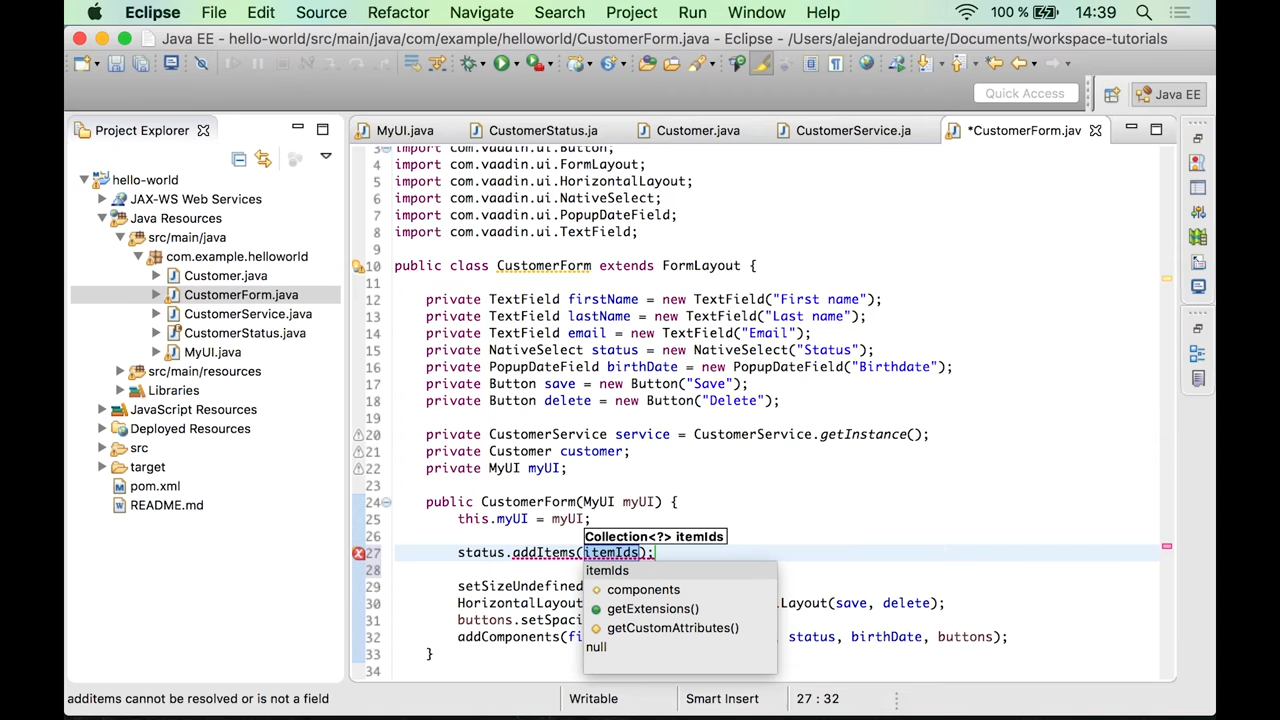 Eclipse File Edit Source Refactor Navigate Search Project Run Window Help 100 % 14:39
Java EE - hello-world/src/main/java/com/example/helloworld/CustomerForm.java - Eclipse - /Users/alejandroduarte/Documents/workspace-tutorials
Quick Access Java EE
Project Explorer
hello-world
JAX-WS Web Services
Java Resources
src/main/java
com.example.helloworld
Customer.java
CustomerForm.java
CustomerService.java
CustomerStatus.java
MyUI.java
src/main/resources
Libraries
JavaScript Resources
Deployed Resources
src
target
pom.xml
README.md
MyUI.java CustomerStatus.ja Customer.java CustomerService.ja *CustomerForm.jav
3 import com.vaadin.ui.Button;
4 import com.vaadin.ui.FormLayout;
5 import com.vaadin.ui.HorizontalLayout;
6 import com.vaadin.ui.NativeSelect;
7 import com.vaadin.ui.PopupDateField;
8 import com.vaadin.ui.TextField;
9
10 public class CustomerForm extends FormLayout {
11
12 private TextField firstName = new TextField("First name");
13 private TextField lastName = new TextField("Last name");
14 private TextField email = new TextField("Email");
15 private NativeSelect status = new NativeSelect("Status");
16 private PopupDateField birthDate = new PopupDateField("Birthdate");
17 private Button save = new Button("Save");
18 private Button delete = new Button("Delete");
19
20 private CustomerService service = CustomerService.getInstance();
21 private Customer customer;
22 private MyUI myUI;
23
24 public CustomerForm(MyUI myUI) {
25 this.myUI = myUI;
26
Collection<?> itemIds
27 status.addItems(itemIds);
28
29 setSizeUndefined
30 HorizontalLayout Layout(save, delete);
31 buttons.setSpaci
32 addComponents(fi status, birthDate, buttons);
33 }
34
itemIds
components
getExtensions()
getCustomAttributes()
null
additems cannot be resolved or is not a field Writable Smart Insert 27 : 32